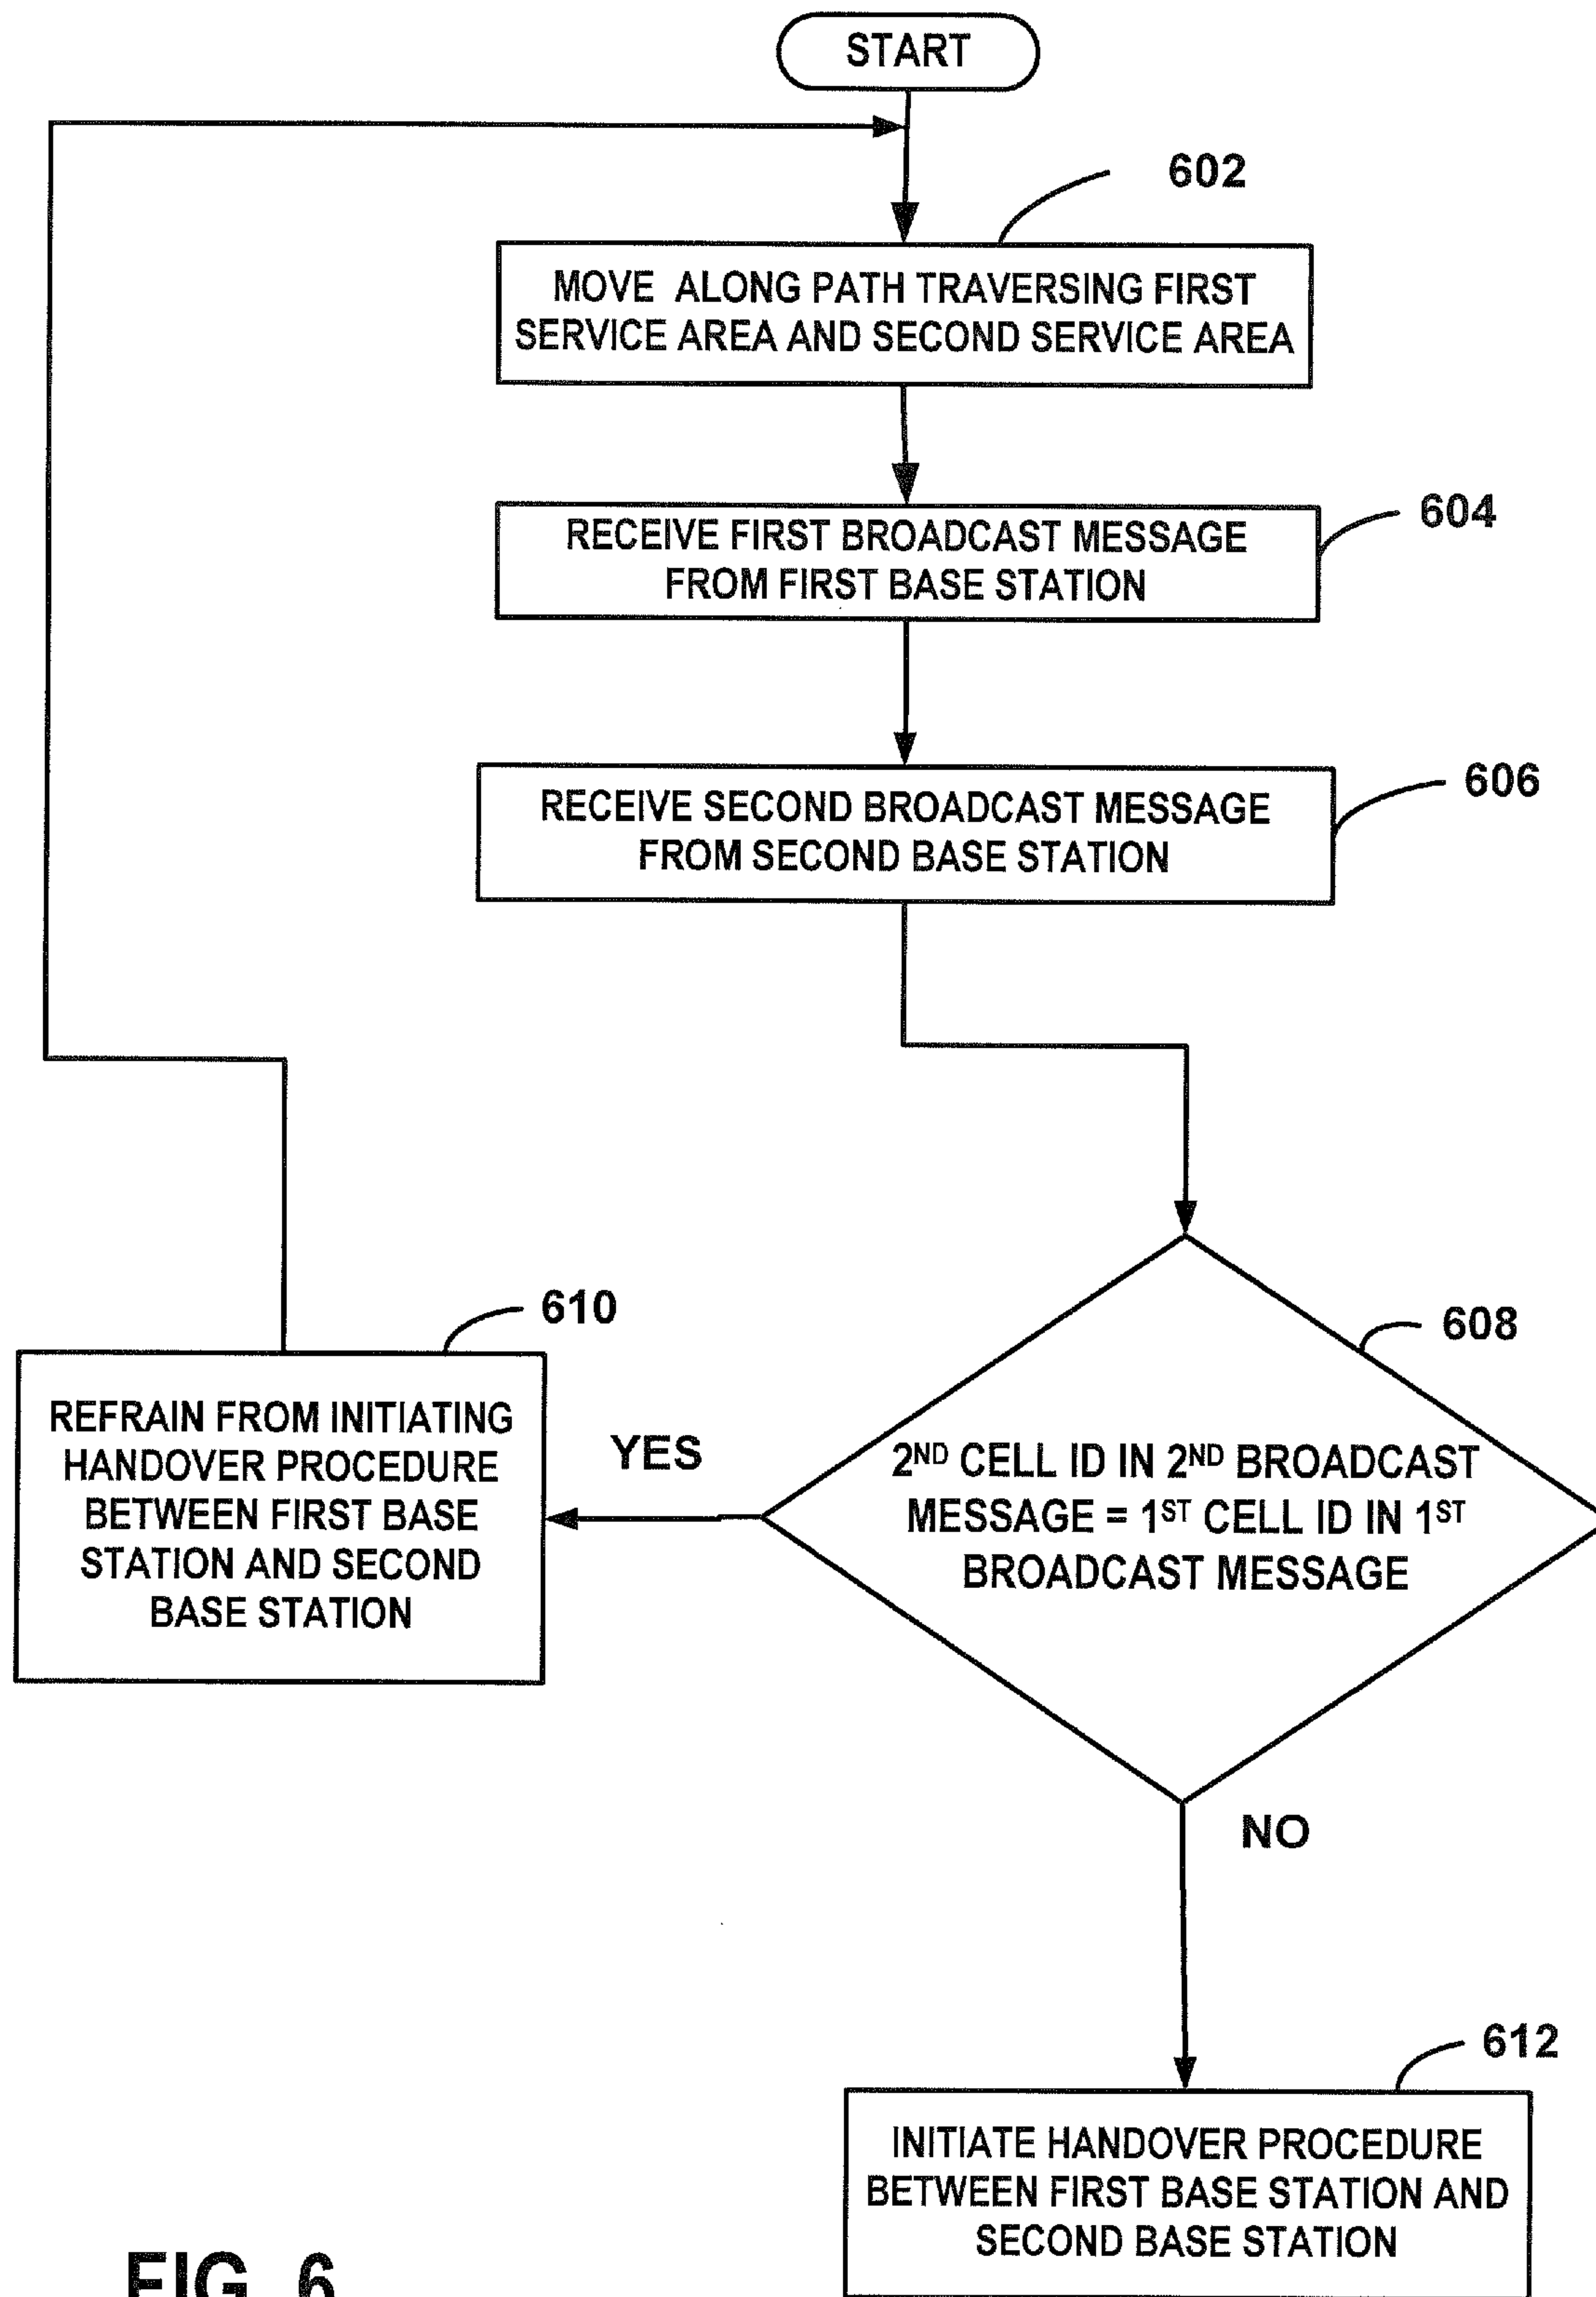 START
602
MOVE ALONG PATH TRAVERSING FIRST
SERVICE AREA AND SECOND SERVICE AREA
604
RECEIVE FIRST BROADCAST MESSAGE
FROM FIRST BASE STATION
606
RECEIVE SECOND BROADCAST MESSAGE
FROM SECOND BASE STATION
610
REFRAIN FROM INITIATING
HANDOVER PROCEDURE
BETWEEN FIRST BASE
STATION AND SECOND
BASE STATION
YES
608
2ND CELL ID IN 2ND BROADCAST
MESSAGE = 1ST CELL ID IN 1ST
BROADCAST MESSAGE
NO
612
INITIATE HANDOVER PROCEDURE
BETWEEN FIRST BASE STATION AND
SECOND BASE STATION
FIG. 6